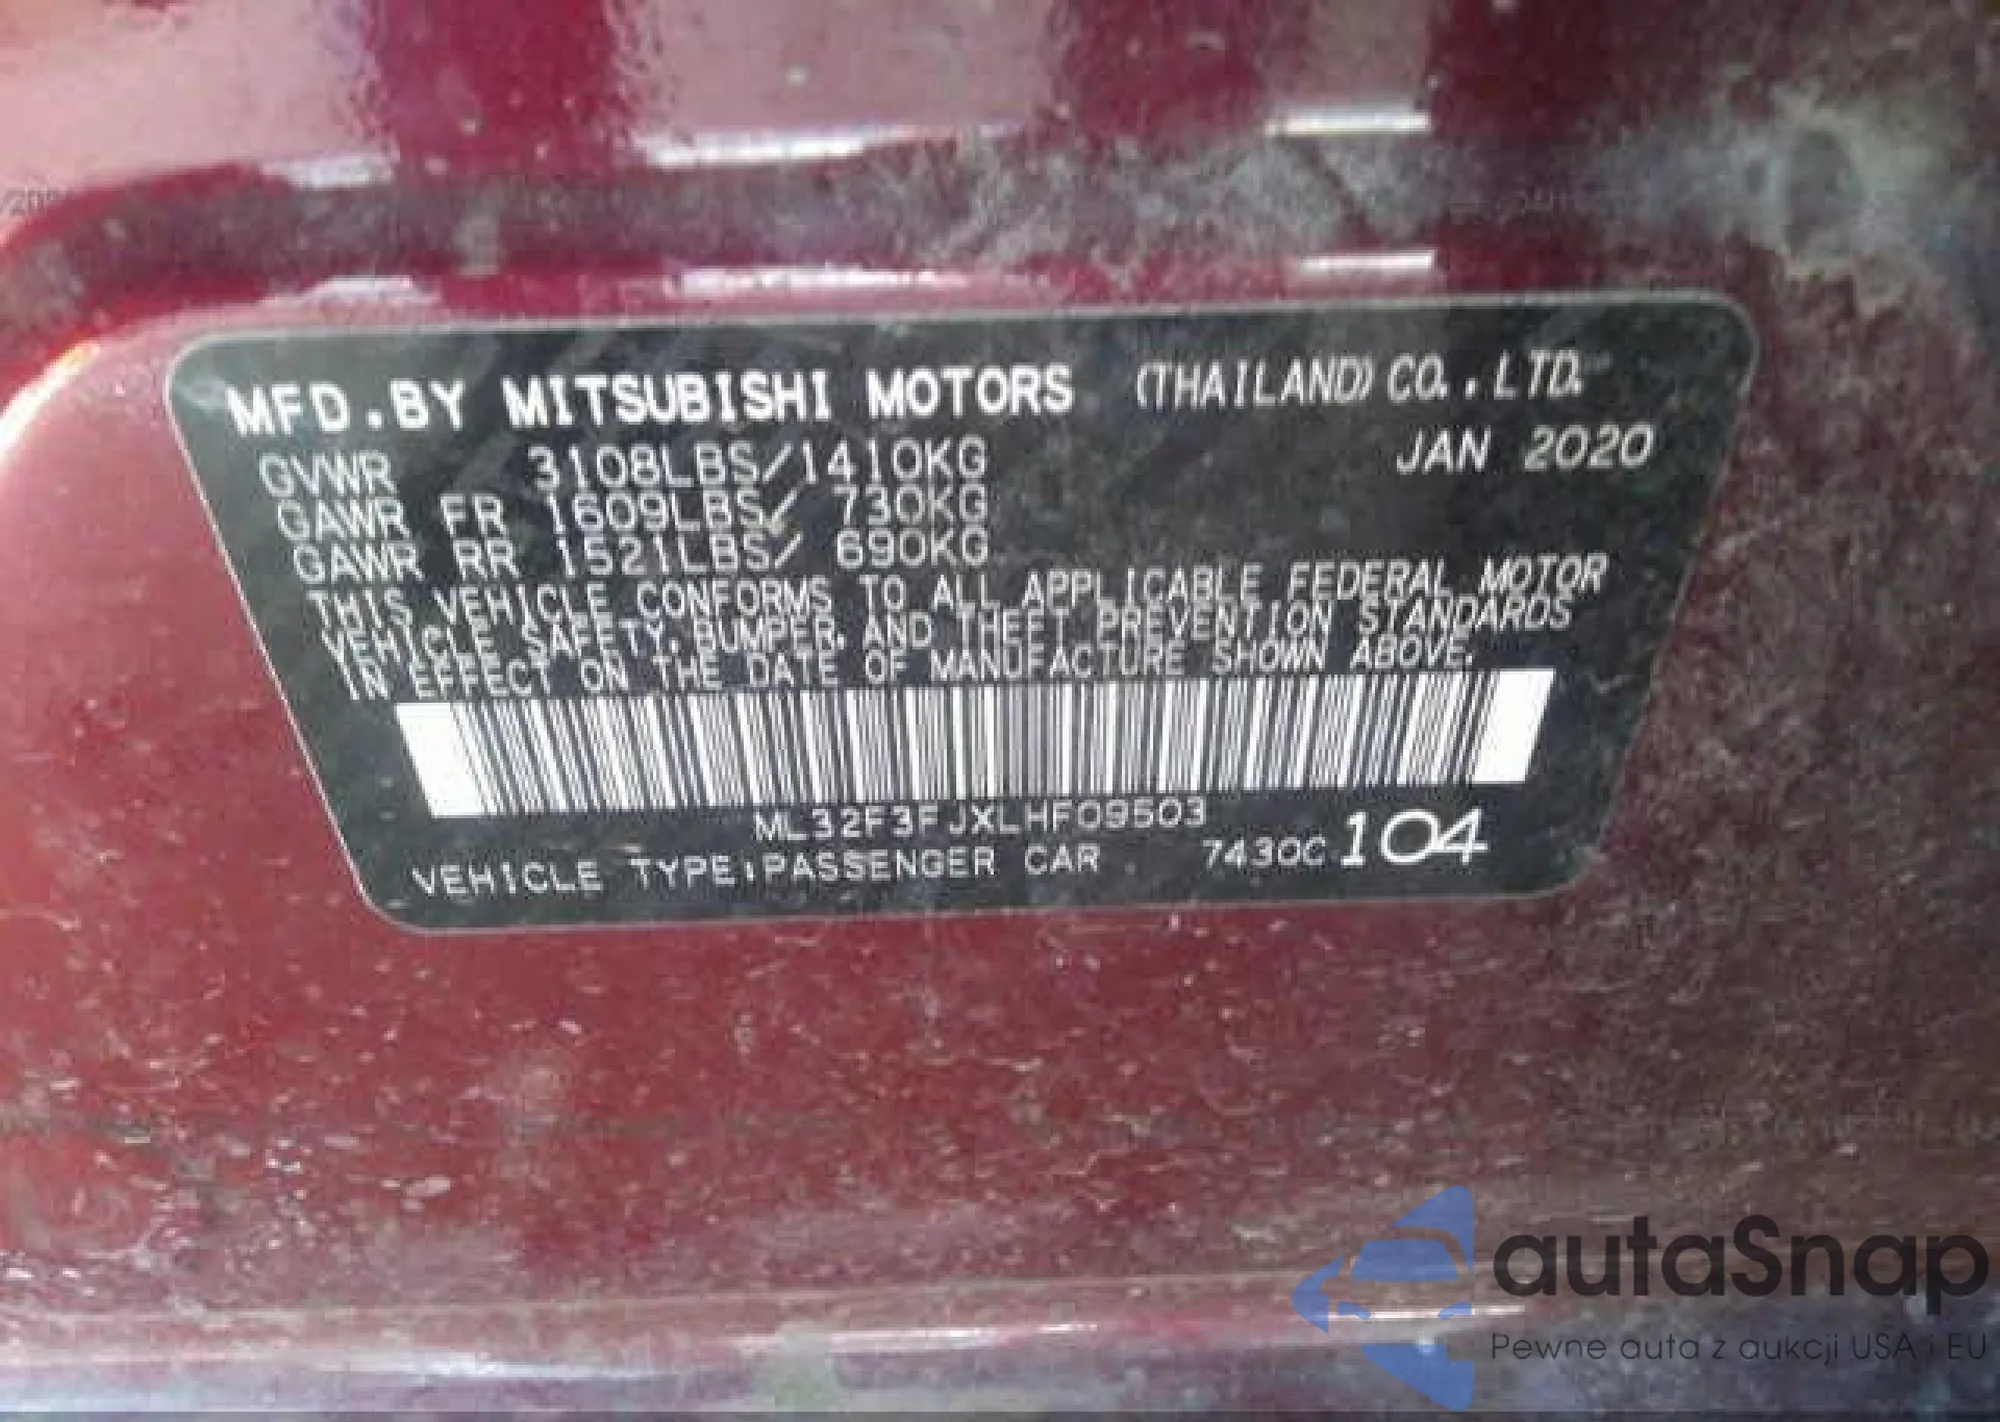 MFD.BY MITSUBISHI MOTORS (THAILAND) CO.,LTD.
JAN 2020
GVWR 3108LBS/1410KG
GAWR FR 1609LBS/ 730KG
GAWR RR 1521LBS/ 690KG
THIS VEHICLE CONFORMS TO ALL APPLICABLE FEDERAL MOTOR
VEHICLE SAFETY, BUMPER, AND THEFT PREVENTION STANDARDS
IN EFFECT ON THE DATE OF MANUFACTURE SHOWN ABOVE.
ML32F3FJXLHF09503
VEHICLE TYPE:PASSENGER CAR 7430C 104
autaSnap
Pewne auta z aukcji USA i EU